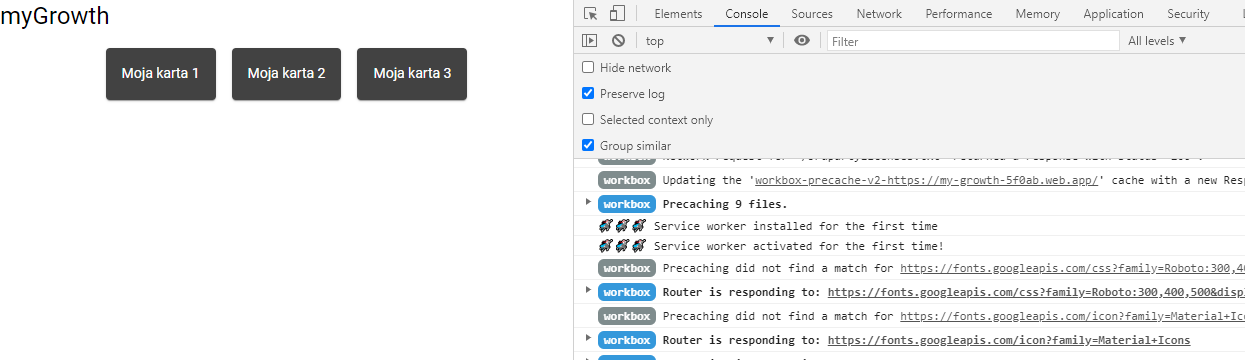 myGrowth
Moja karta 1 Moja karta 2 Moja karta 3
Elements Console Sources Network Performance Memory Application Security
top Filter All levels ▼
Hide network
Preserve log
Selected context only
Group similar
workbox
workbox Updating the 'workbox-precache-v2-https://my-growth-5f0ab.web.app/' cache with a new Resp
workbox Precaching 9 files.
Service worker installed for the first time
Service worker activated for the first time!
workbox Precaching did not find a match for https://fonts.googleapis.com/css?family=Roboto:300,4
workbox Router is responding to: https://fonts.googleapis.com/css?family=Roboto:300,400,500&disp
workbox Precaching did not find a match for https://fonts.googleapis.com/icon?family=Material+Ic
workbox Router is responding to: https://fonts.googleapis.com/icon?family=Material+Icons